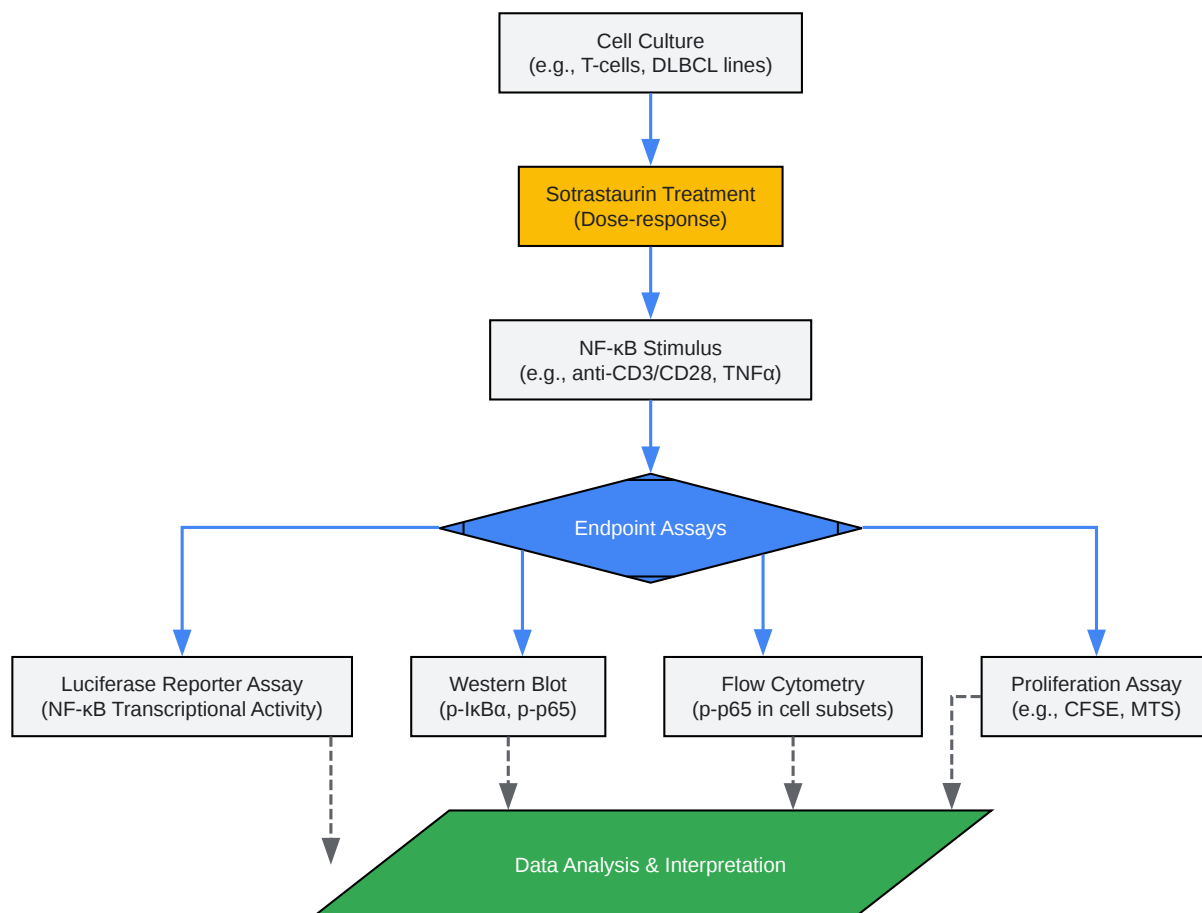 Cell Culture
(e.g., T-cells, DLBCL lines)
Sotrastaurin Treatment
(Dose-response)
NF-κB Stimulus
(e.g., anti-CD3/CD28, TNFα)
Endpoint Assays
Luciferase Reporter Assay
(NF-κB Transcriptional Activity)
Western Blot
(p-IκBα, p-p65)
Flow Cytometry
(p-p65 in cell subsets)
Proliferation Assay
(e.g., CFSE, MTS)
Data Analysis & Interpretation